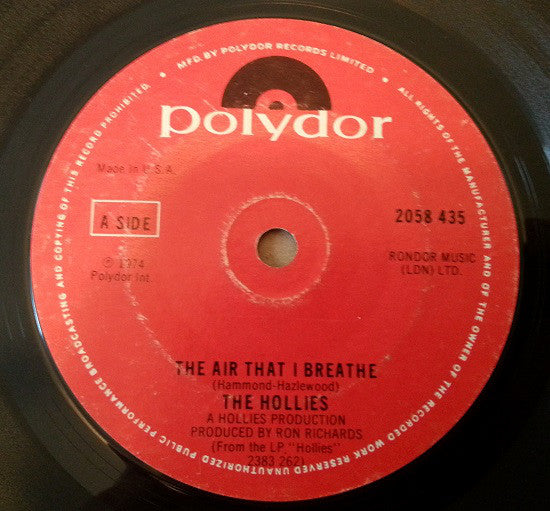 MFD. BY POLYDOR RECORDS LIMITED. ★ ALL RIGHTS OF THE MANUFACTURER AND OF THE OWNER OF THE RECORDED WORK RESERVED UNAUTHORIZED PUBLIC PERFORMANCE BROADCASTING AND COPYING OF THIS RECORD PROHIBITED. ★
polydor
Made in U.S.A.
A SIDE
2058 435
℗ 1974
Polydor Int.
RONDOR MUSIC
(LDN) LTD.
THE AIR THAT I BREATHE
(Hammond-Hazlewood)
THE HOLLIES
A HOLLIES PRODUCTION
PRODUCED BY RON RICHARDS
(From the LP "Hollies"
2383 262)